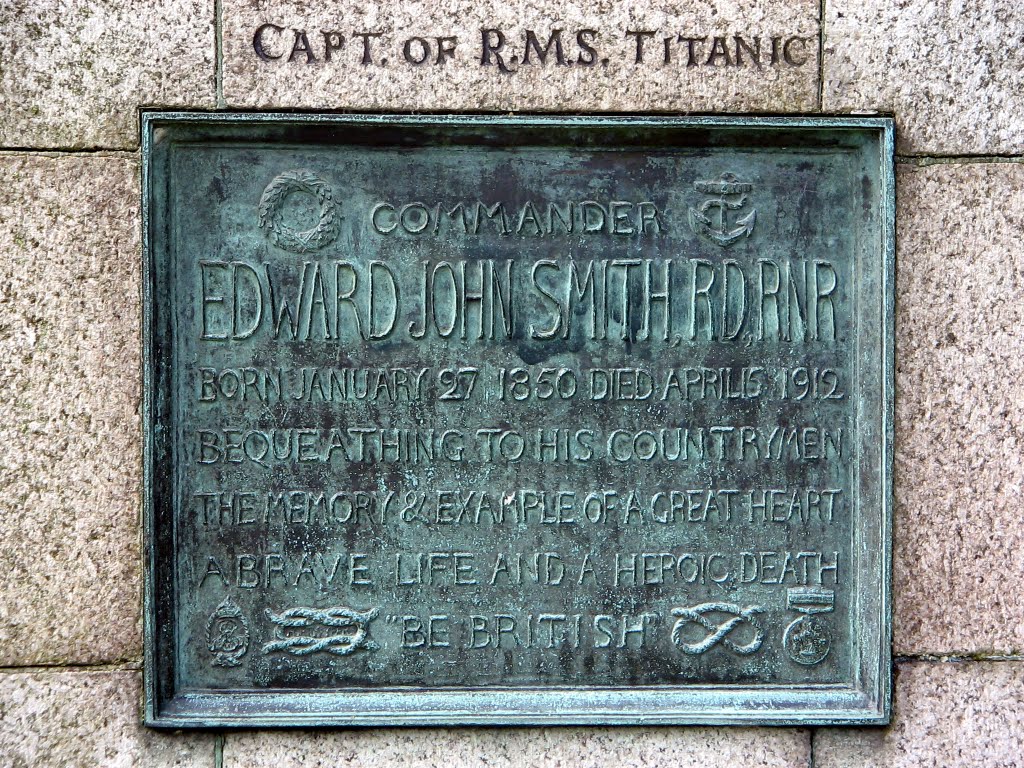 CAPT. OF R.M.S. TITANIC
COMMANDER
EDWARD JOHN SMITH, RD, RNR
BORN JANUARY 27 1850 DIED APRIL 15 1912
BEQUEATHING TO HIS COUNTRYMEN
THE MEMORY & EXAMPLE OF A GREAT HEART
A BRAVE LIFE AND A HEROIC DEATH
"BE BRITISH"